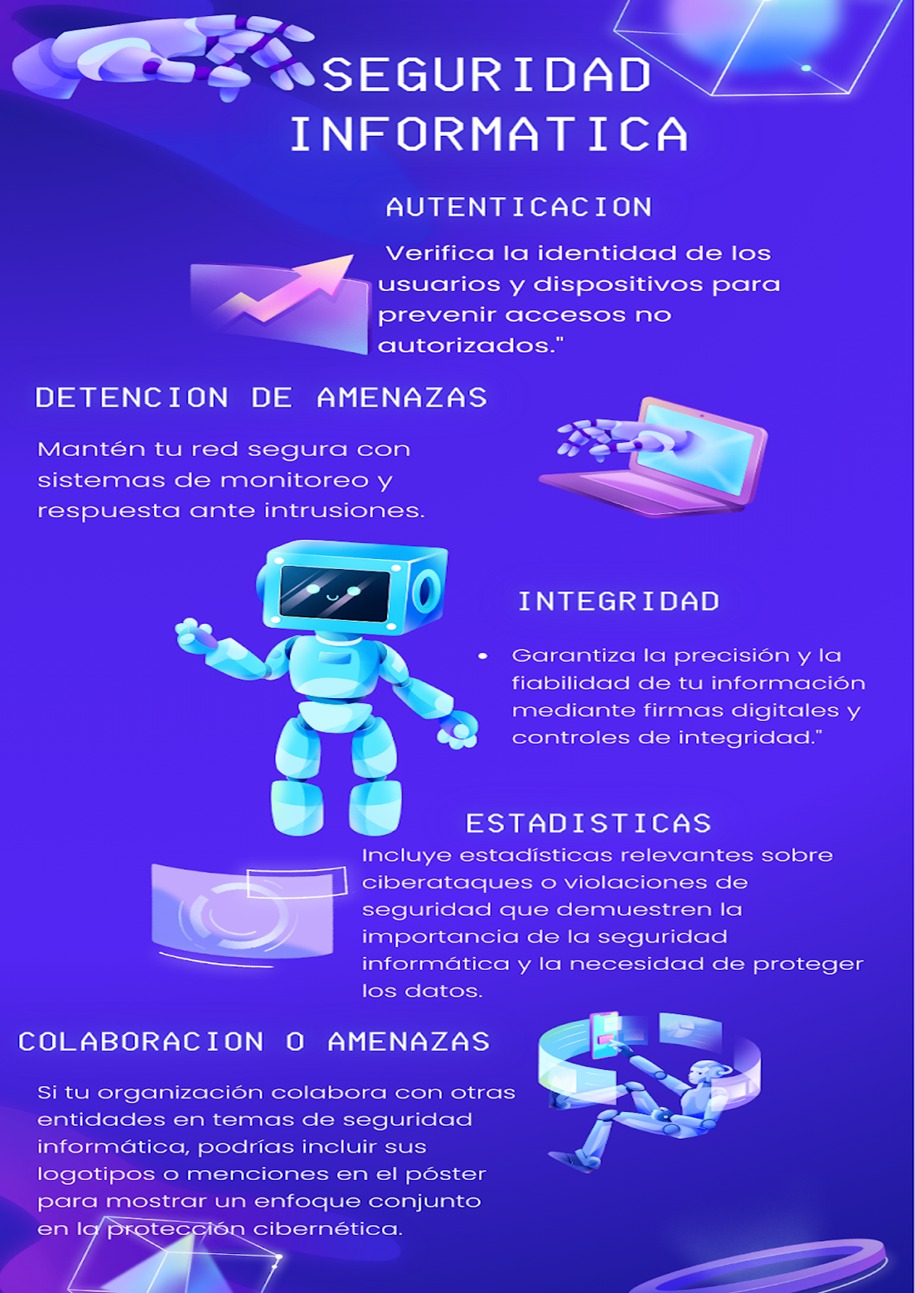 SEGURIDAD
INFORMATICA
AUTENTICACION
Verifica la identidad de los
usuarios y dispositivos para
prevenir accesos no
autorizados."
DETENCION DE AMENAZAS
Mantén tu red segura con
sistemas de monitoreo y
respuesta ante intrusiones.
INTEGRIDAD
• Garantiza la precisión y la
fiabilidad de tu información
mediante firmas digitales y
controles de integridad."
ESTADISTICAS
Incluye estadísticas relevantes sobre
ciberataques o violaciones de
seguridad que demuestren la
importancia de la seguridad
informática y la necesidad de proteger
los datos.
COLABORACION O AMENAZAS
Si tu organización colabora con otras
entidades en temas de seguridad
informática, podrías incluir sus
logotipos o menciones en el póster
para mostrar un enfoque conjunto
en la protección cibernética.